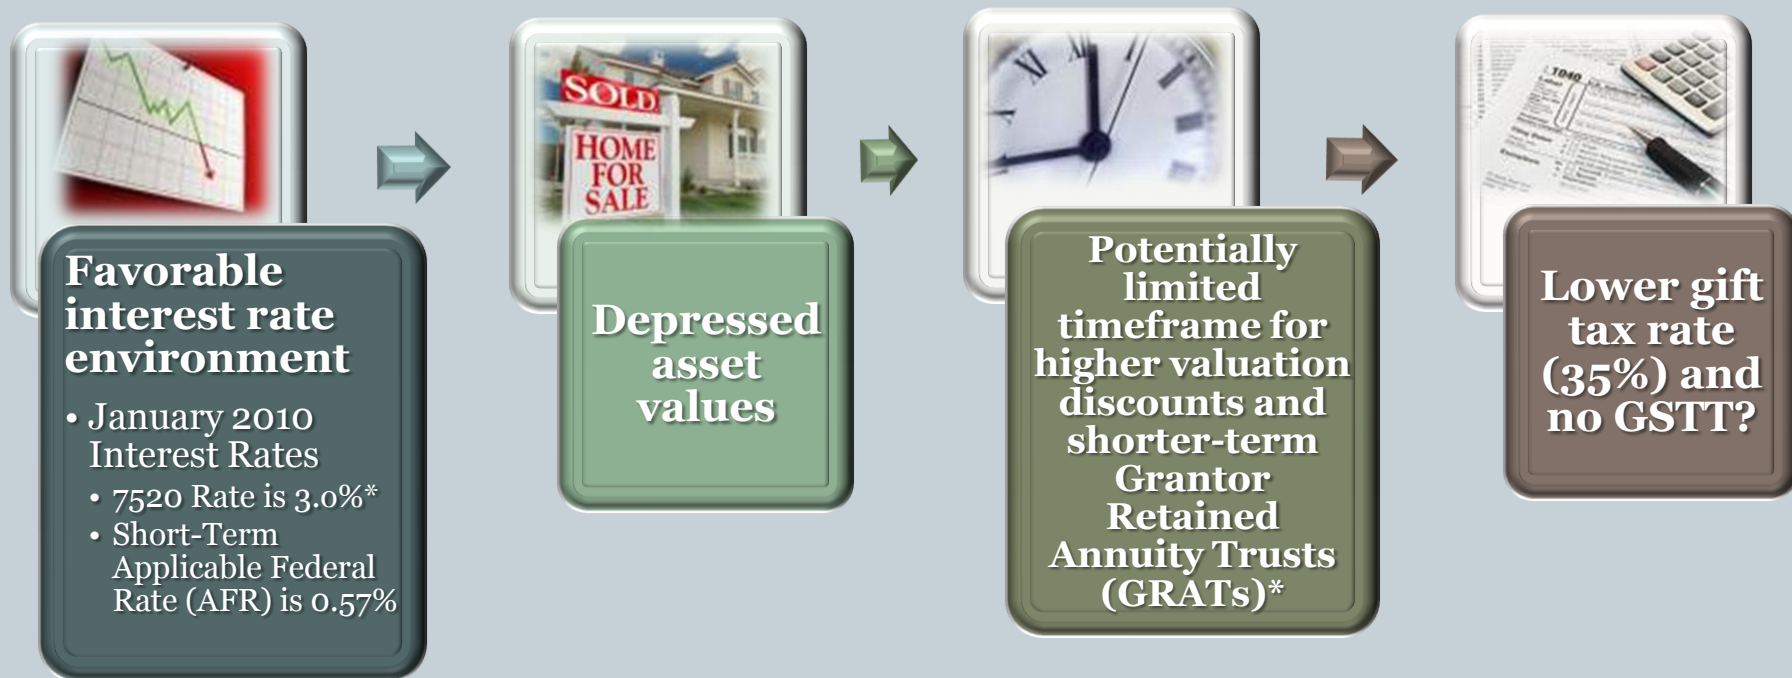 SOLD
HOME
FOR
SALE
1040
Favorable
interest rate
environment
• January 2010
Interest Rates
• 7520 Rate is 3.0%*
• Short-Term
Applicable Federal
Rate (AFR) is 0.57%
Depressed
asset
values
Potentially
limited
timeframe for
higher valuation
discounts and
shorter-term
Grantor
Retained
Annuity Trusts
(GRATs)*
Lower gift
tax rate
(35%) and
no GSTT?